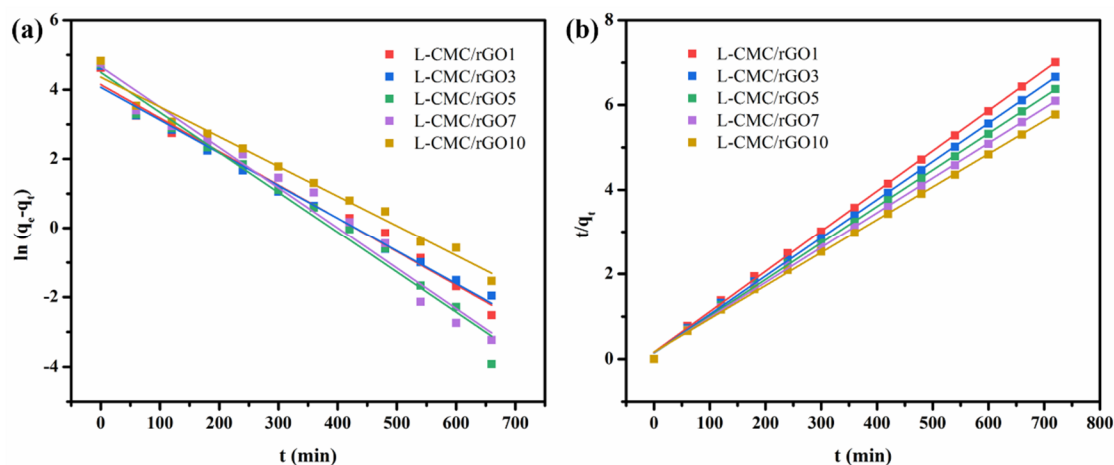 (a)
ln (qe-qt)
6
4
2
0
-2
-4
L-CMC/rGO1
L-CMC/rGO3
L-CMC/rGO5
L-CMC/rGO7
L-CMC/rGO10
0 100 200 300 400 500 600 700
t (min)
(b)
t/qt
8
6
4
2
0
L-CMC/rGO1
L-CMC/rGO3
L-CMC/rGO5
L-CMC/rGO7
L-CMC/rGO10
0 100 200 300 400 500 600 700 800
t (min)